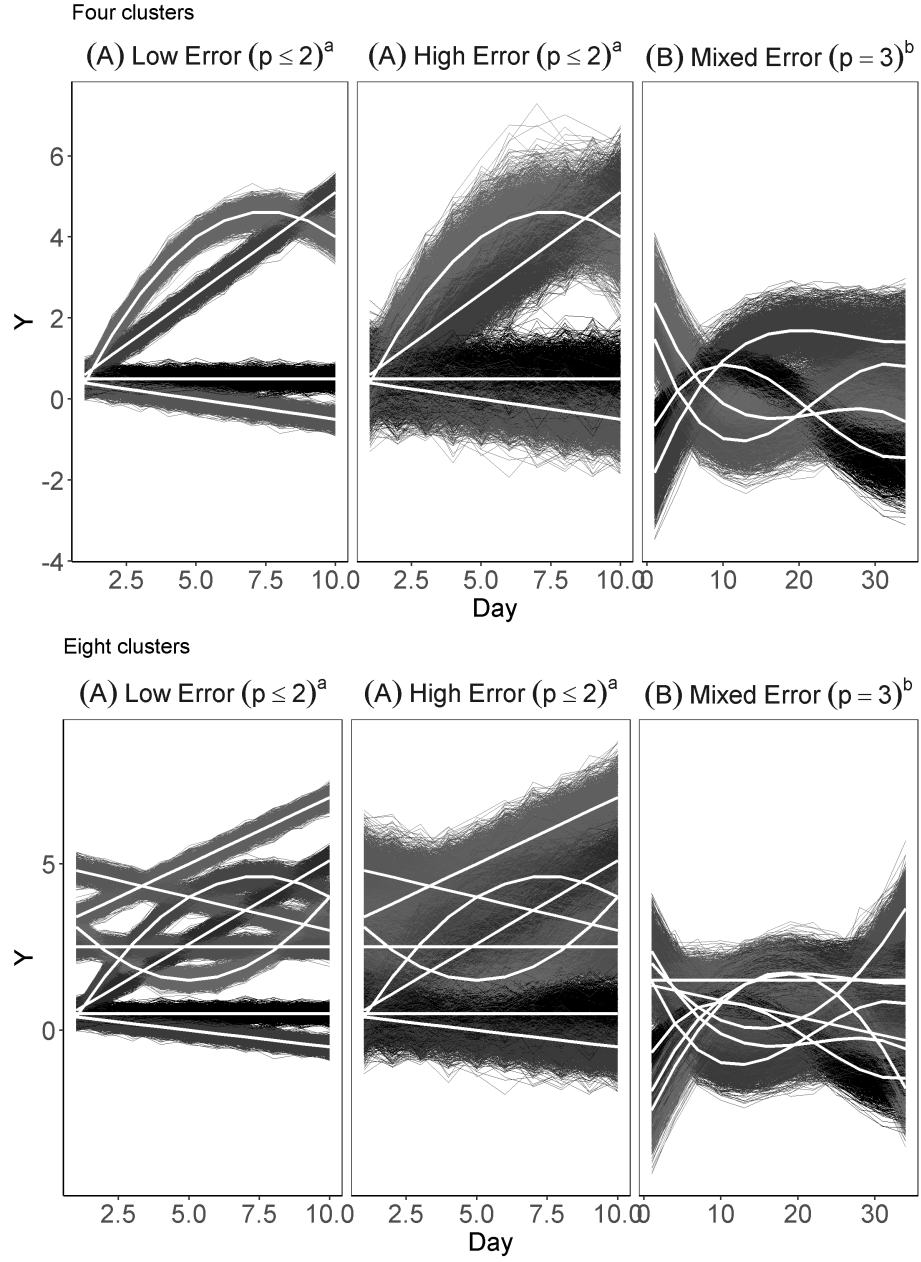 Four clusters
(A) Low Error (p ≤ 2)ᵃ (A) High Error (p ≤ 2)ᵃ (B) Mixed Error (p = 3)ᵇ
6
4
2
0
-2
-4
Y
2.5 5.0 7.5 10.0 2.5 5.0 7.5 10.0 0 10 20 30
Day
Eight clusters
(A) Low Error (p ≤ 2)ᵃ (A) High Error (p ≤ 2)ᵃ (B) Mixed Error (p = 3)ᵇ
5
0
Y
2.5 5.0 7.5 10.0 2.5 5.0 7.5 10.0 0 10 20 30
Day